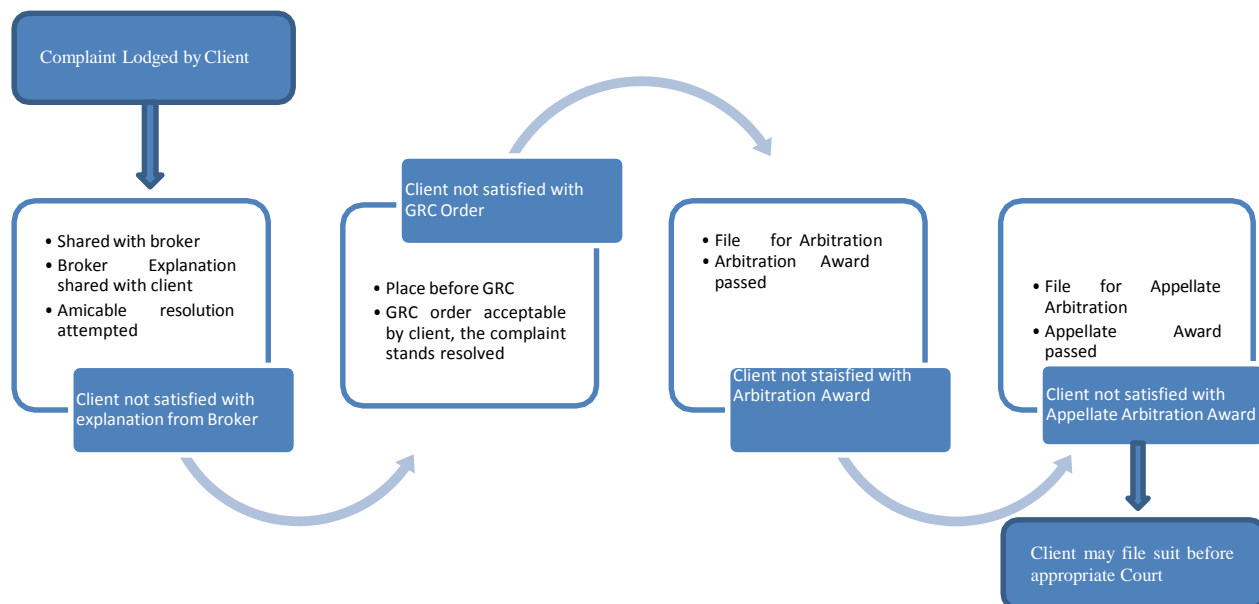 Complaint Lodged by Client
• Shared with broker
• Broker Explanation
shared with client
• Amicable resolution
attempted
Client not satisfied with
explanation from Broker
Client not satisfied with
GRC Order
• Place before GRC
• GRC order acceptable
by client, the complaint
stands resolved
• File for Arbitration
• Arbitration Award
passed
Client not staisfied with
Arbitration Award
• File for Appellate
Arbitration
• Appellate Award
passed
Client not satisfied with
Appellate Arbitration Award
Client may file suit before
appropriate Court